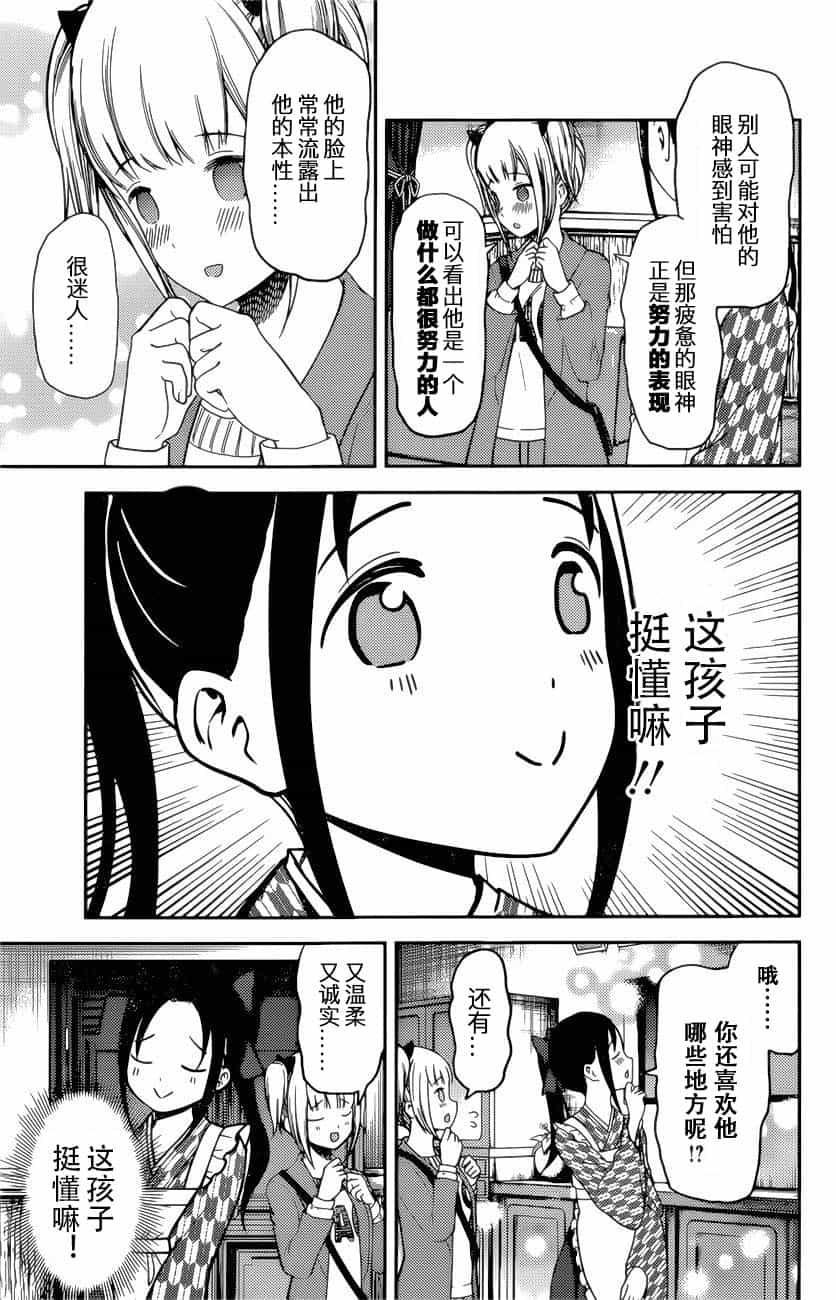 别人可能对他的
眼神感到害怕
但那疲惫的眼神
正是努力的表现
可以看出他是一个
做什么都很努力的人
他的脸上
常常流露出
他的本性……
很迷人……
这孩子
挺懂嘛!!
哦……
你还喜欢他
哪些地方呢!?
还有…
又温柔
又诚实…
这孩子
挺懂嘛!